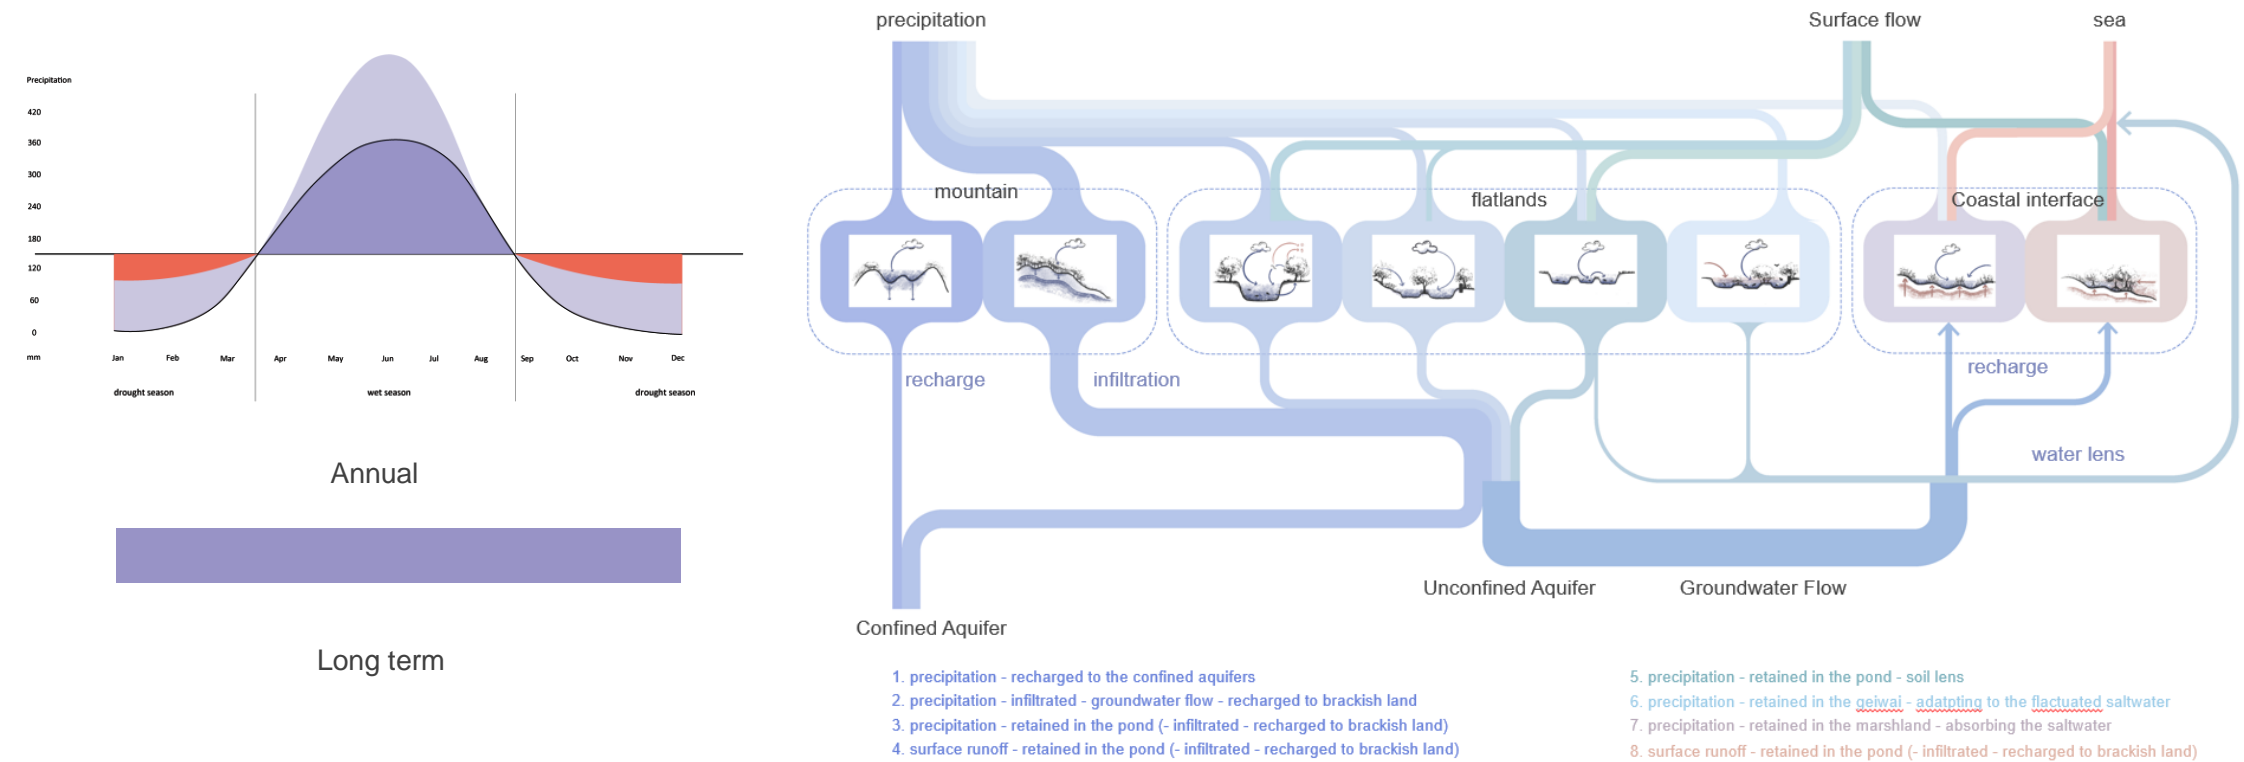 Precipitation
420
360
300
240
180
120
60
0
mm
Jan
Feb
Mar
Apr
May
Jun
Jul
Aug
Sep
Oct
Nov
Dec
drought season
wet season
drought season
Annual
Long term
precipitation
Surface flow
sea
mountain
flatlands
Coastal interface
recharge
infiltration
recharge
water lens
Unconfined Aquifer
Groundwater Flow
Confined Aquifer
1. precipitation - recharged to the confined aquifers
2. precipitation - infiltrated - groundwater flow - recharged to brackish land
3. precipitation - retained in the pond (- infiltrated - recharged to brackish land)
4. surface runoff - retained in the pond (- infiltrated - recharged to brackish land)
5. precipitation - retained in the pond - soil lens
6. precipitation - retained in the geiwai - adatpting to the flactuated saltwater
7. precipitation - retained in the marshland - absorbing the saltwater
8. surface runoff - retained in the pond (- infiltrated - recharged to brackish land)